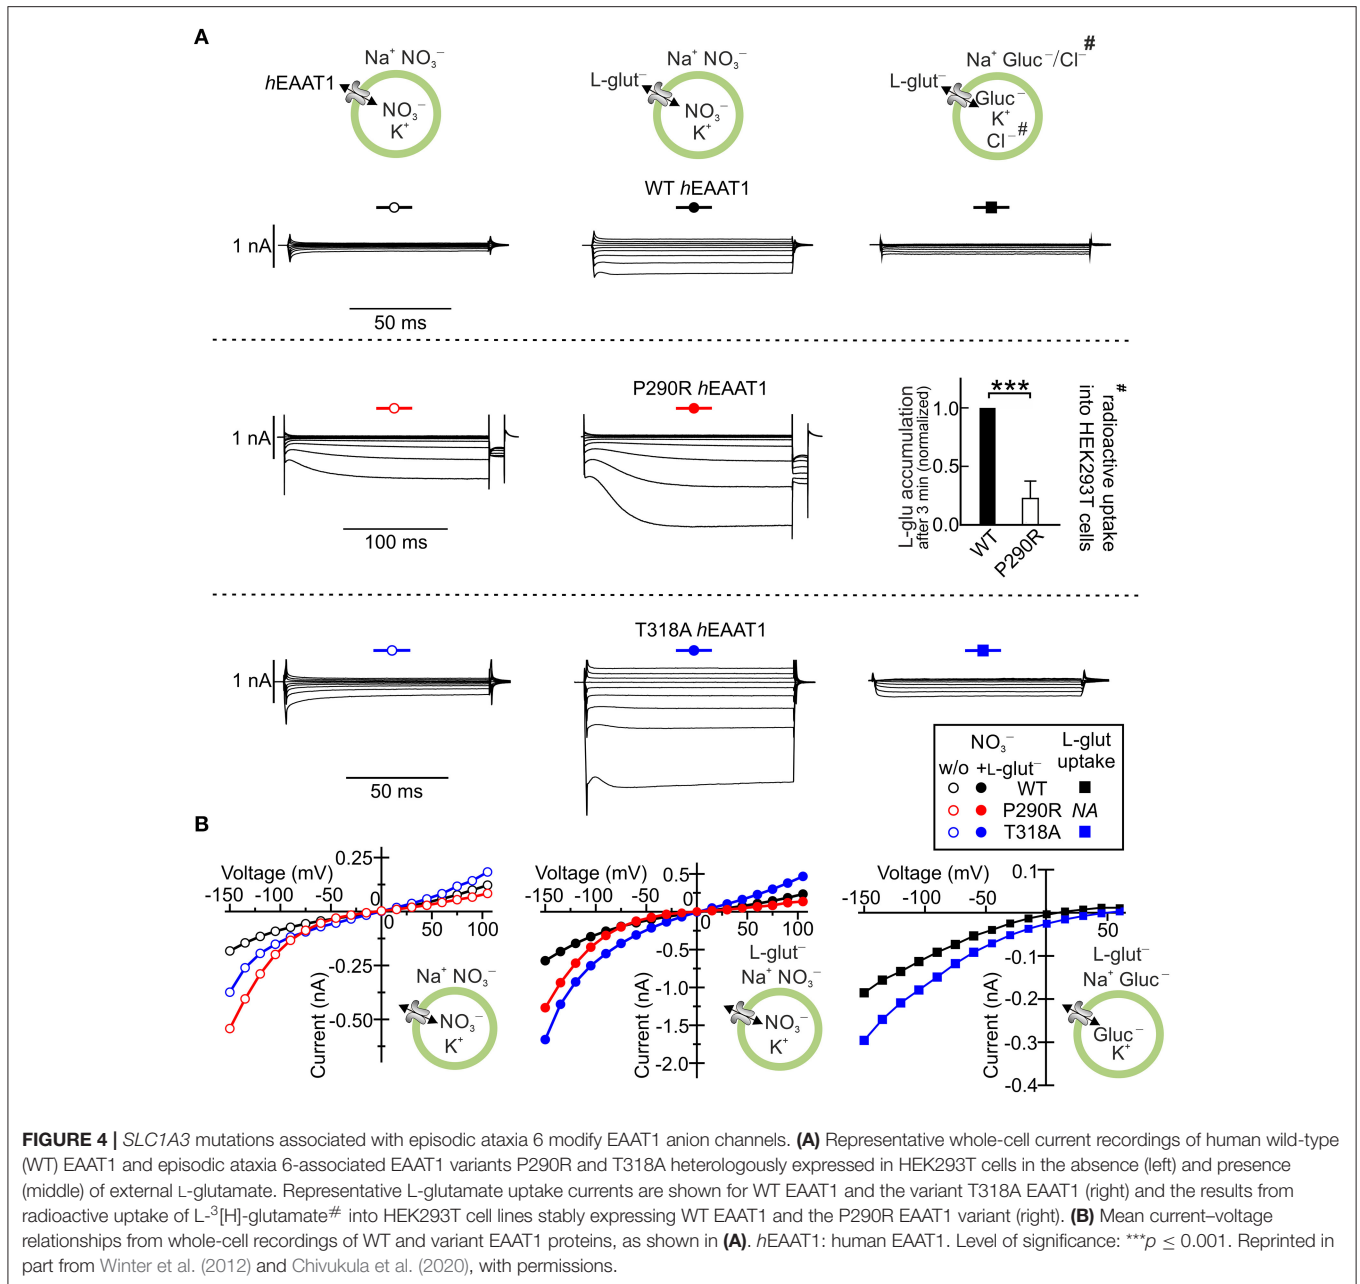 A
Na⁺ NO₃⁻
hEAAT1
NO₃⁻
K⁺
Na⁺ NO₃⁻
L-glut⁻
NO₃⁻
K⁺
Na⁺ Gluc⁻/Cl⁻#
L-glut⁻
Gluc⁻
K⁺
Cl⁻#
WT hEAAT1
1 nA
50 ms
P290R hEAAT1
1 nA
100 ms
L-glu accumulation
after 3 min (normalized)
1.0
0.5
0.0
***
WT
P290R
# radioactive uptake
into HEK293T cells
T318A hEAAT1
1 nA
50 ms
NO₃⁻ L-glut
w/o +L-glut⁻ uptake
WT
P290R NA
T318A
B
Voltage (mV)
-150 -100 -50 0 50 100
0.25
-0.25
-0.50
Current (nA)
Na⁺ NO₃⁻
NO₃⁻
K⁺
Voltage (mV)
-150 -100 -50 0 50 100
0.5
-0.5
-1.0
-1.5
-2.0
Current (nA)
L-glut⁻
Na⁺ NO₃⁻
NO₃⁻
K⁺
Voltage (mV)
-150 -100 -50 0 50
0.1
-0.1
-0.2
-0.3
-0.4
Current (nA)
L-glut⁻
Na⁺ Gluc⁻
Gluc⁻
K⁺
FIGURE 4 | SLC1A3 mutations associated with episodic ataxia 6 modify EAAT1 anion channels. (A) Representative whole-cell current recordings of human wild-type
(WT) EAAT1 and episodic ataxia 6-associated EAAT1 variants P290R and T318A heterologously expressed in HEK293T cells in the absence (left) and presence
(middle) of external L-glutamate. Representative L-glutamate uptake currents are shown for WT EAAT1 and the variant T318A EAAT1 (right) and the results from
radioactive uptake of L-³[H]-glutamate# into HEK293T cell lines stably expressing WT EAAT1 and the P290R EAAT1 variant (right). (B) Mean current–voltage
relationships from whole-cell recordings of WT and variant EAAT1 proteins, as shown in (A). hEAAT1: human EAAT1. Level of significance: ***p ≤ 0.001. Reprinted in
part from Winter et al. (2012) and Chivukula et al. (2020), with permissions.